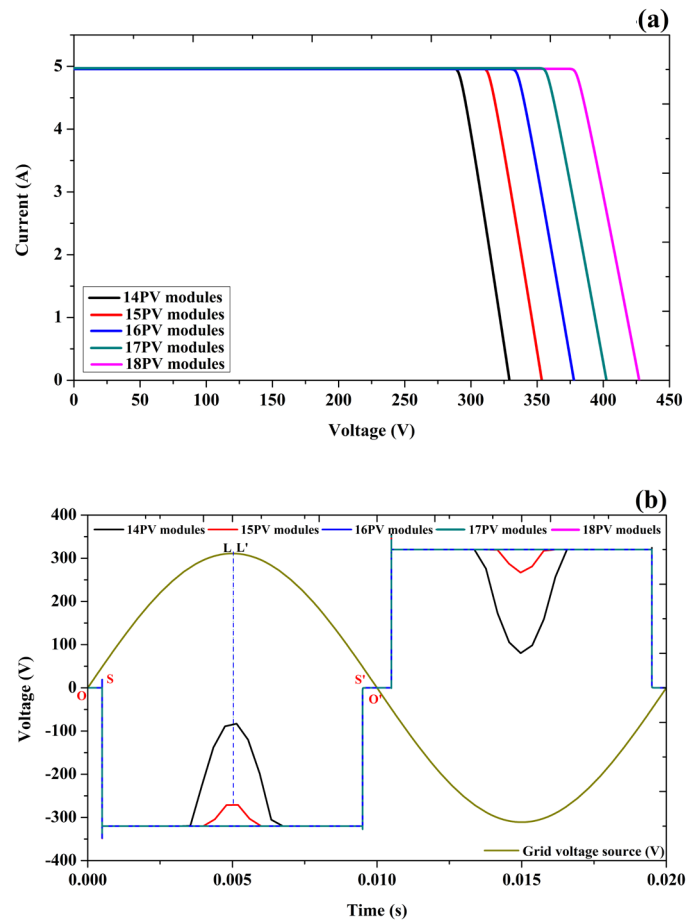 (a)
5
4
3
2
1
0
Current (A)
14PV modules
15PV modules
16PV modules
17PV modules
18PV modules
0 50 100 150 200 250 300 350 400 450
Voltage (V)
(b)
400
300
200
100
0
-100
-200
-300
-400
Voltage (V)
14PV modules 15PV modules 16PV modules 17PV modules 18PV moduels
L L'
O S S' O'
Grid voltage source (V)
0.000 0.005 0.010 0.015 0.020
Time (s)